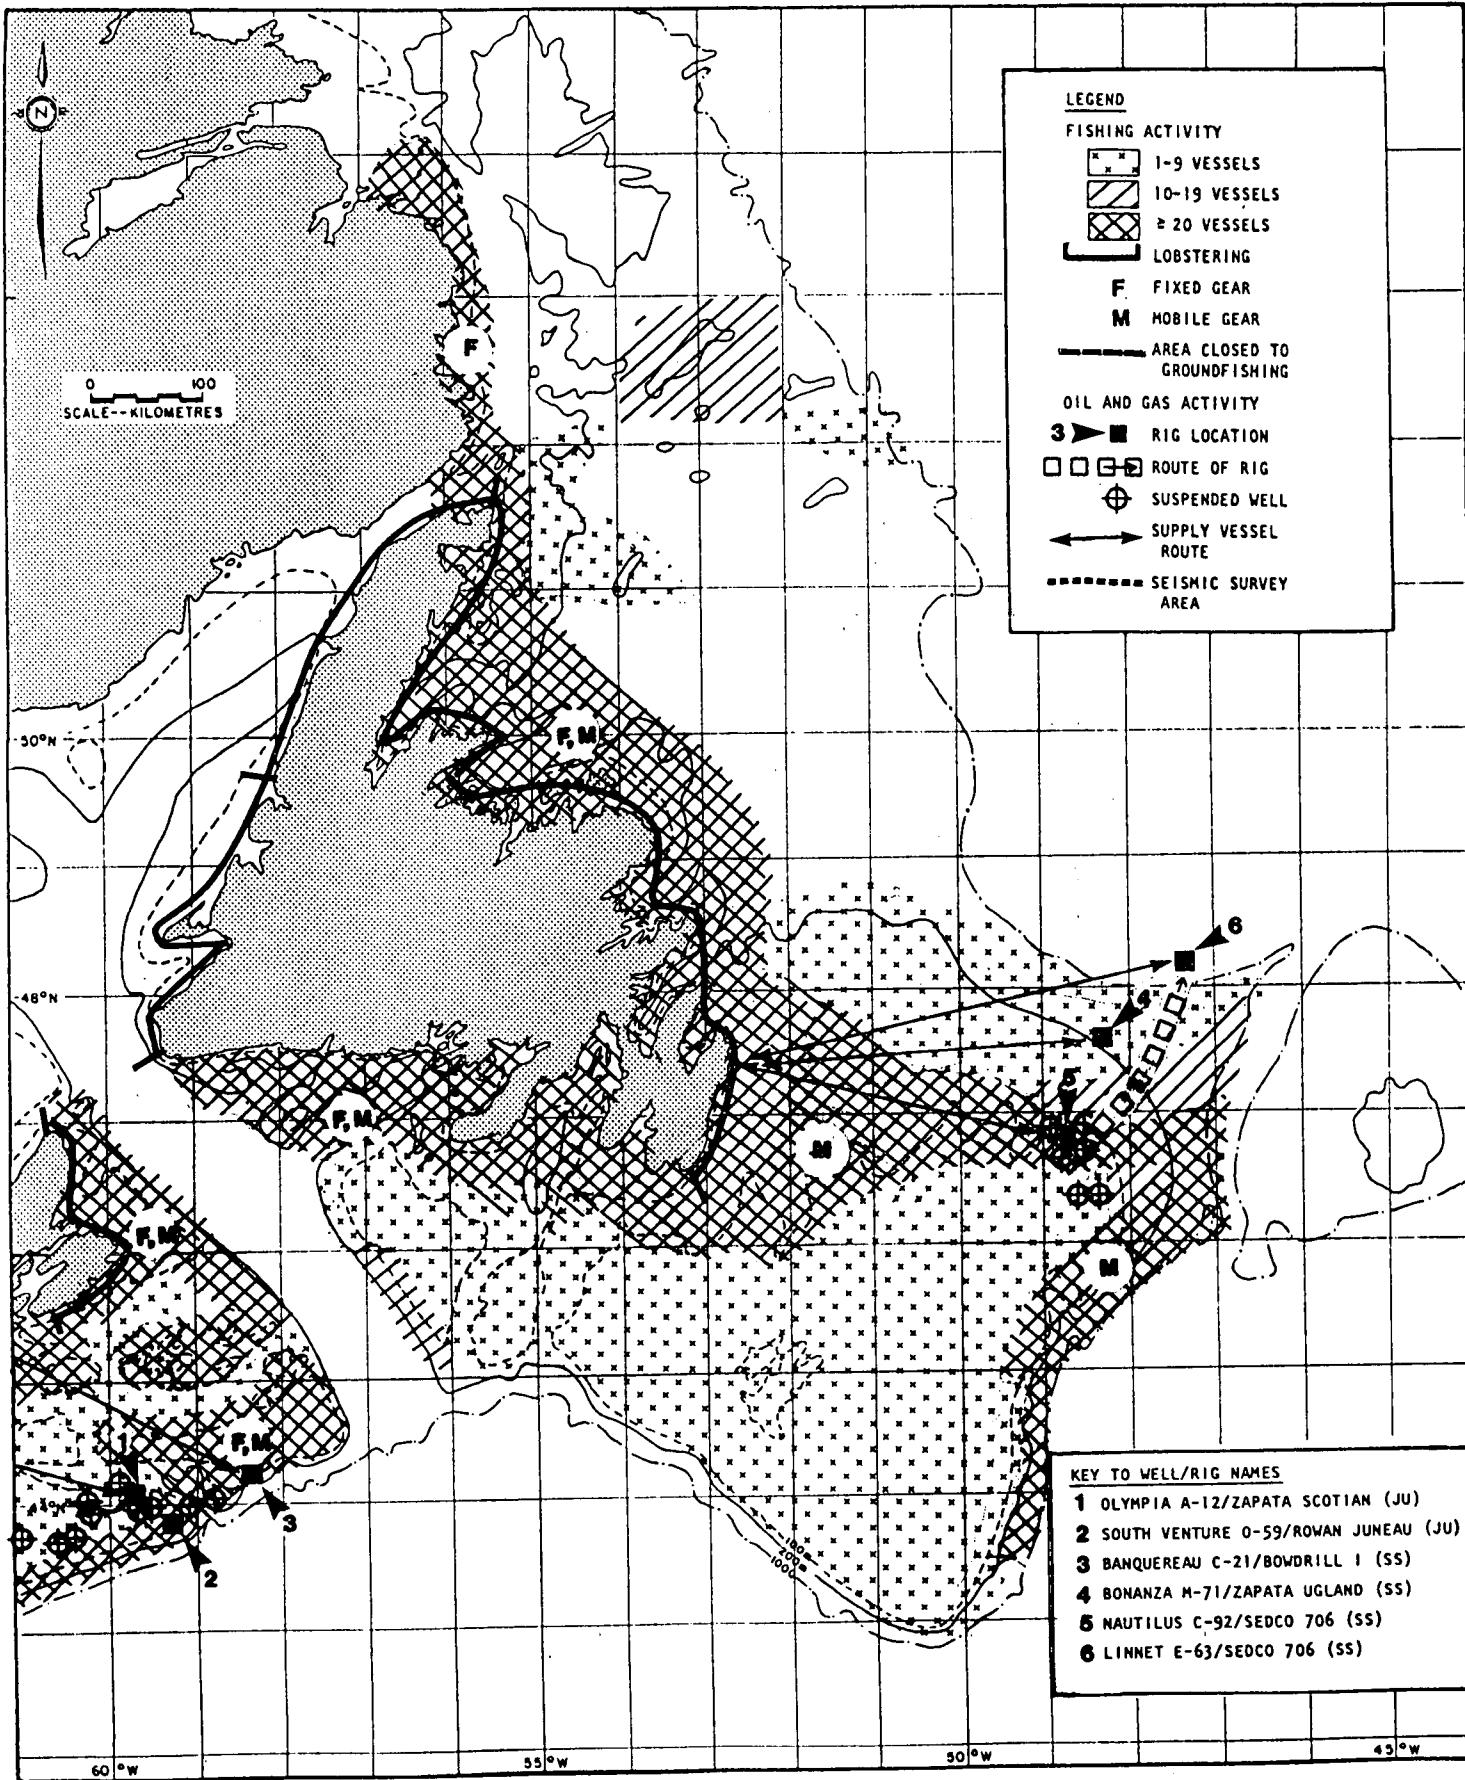 N
LEGEND
FISHING ACTIVITY
1-9 VESSELS
10-19 VESSELS
≥ 20 VESSELS
LOBSTERING
F FIXED GEAR
M MOBILE GEAR
AREA CLOSED TO
GROUNDFISHING
OIL AND GAS ACTIVITY
3 RIG LOCATION
ROUTE OF RIG
SUSPENDED WELL
SUPPLY VESSEL
ROUTE
SEISMIC SURVEY
AREA
F
0 100
SCALE--KILOMETRES
50°N
F, M
6
48°N
4
5
F, M
M
F, M
M
F, M
1
3
2
100m
200m
KEY TO WELL/RIG NAMES
1 OLYMPIA A-12/ZAPATA SCOTIAN (JU)
2 SOUTH VENTURE O-59/ROWAN JUNEAU (JU)
3 BANQUEREAU C-21/BOWDRILL I (SS)
4 BONANZA M-71/ZAPATA UGLAND (SS)
5 NAUTILUS C-92/SEDCO 706 (SS)
6 LINNET E-63/SEDCO 706 (SS)
60°W
55°W
50°W
45°W